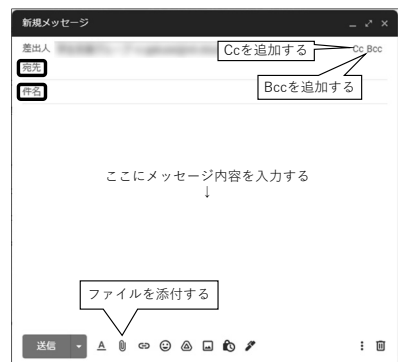 新規メッセージ
差出人
Ccを追加する
Cc Bcc
宛先
Bccを追加する
件名
ここにメッセージ内容を入力する
↓
ファイルを添付する
送信